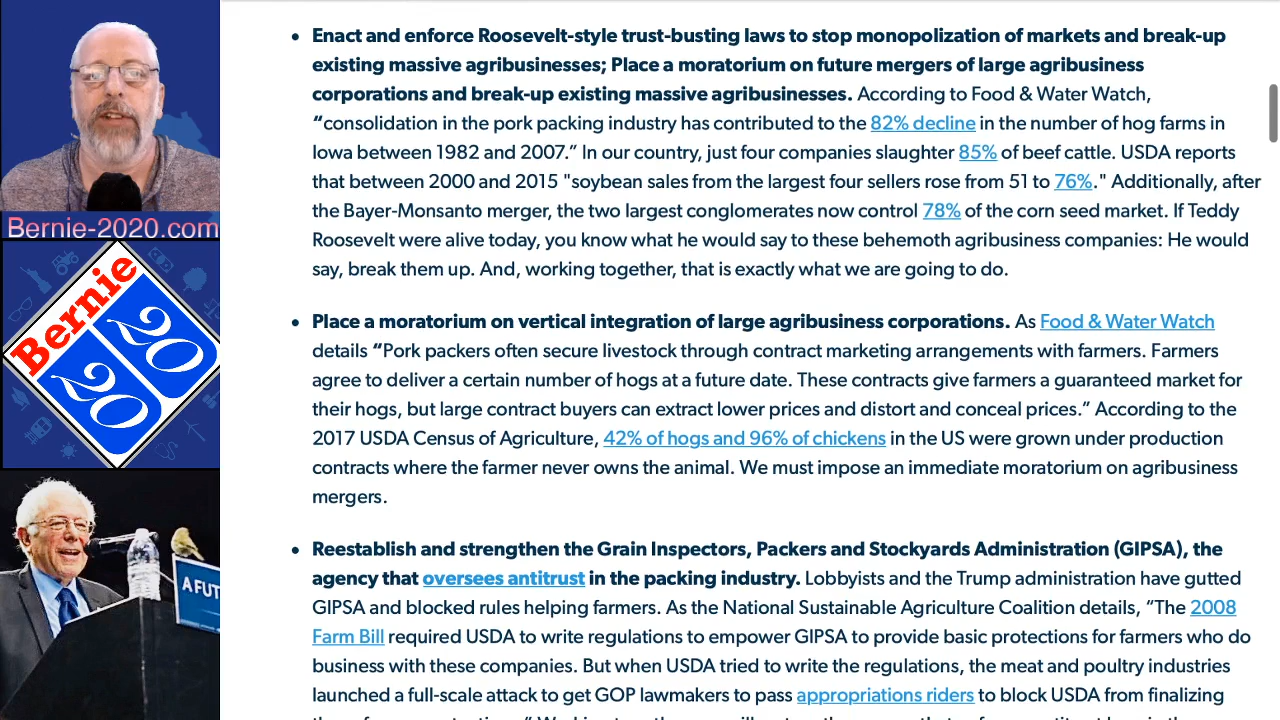 Bernie-2020.com
Bernie
20
20
A FUT
Enact and enforce Roosevelt-style trust-busting laws to stop monopolization of markets and break-up
existing massive agribusinesses; Place a moratorium on future mergers of large agribusiness
corporations and break-up existing massive agribusinesses. According to Food & Water Watch,
“consolidation in the pork packing industry has contributed to the 82% decline in the number of hog farms in
Iowa between 1982 and 2007.” In our country, just four companies slaughter 85% of beef cattle. USDA reports
that between 2000 and 2015 "soybean sales from the largest four sellers rose from 51 to 76%." Additionally, after
the Bayer-Monsanto merger, the two largest conglomerates now control 78% of the corn seed market. If Teddy
Roosevelt were alive today, you know what he would say to these behemoth agribusiness companies: He would
say, break them up. And, working together, that is exactly what we are going to do.
Place a moratorium on vertical integration of large agribusiness corporations. As Food & Water Watch
details “Pork packers often secure livestock through contract marketing arrangements with farmers. Farmers
agree to deliver a certain number of hogs at a future date. These contracts give farmers a guaranteed market for
their hogs, but large contract buyers can extract lower prices and distort and conceal prices.” According to the
2017 USDA Census of Agriculture, 42% of hogs and 96% of chickens in the US were grown under production
contracts where the farmer never owns the animal. We must impose an immediate moratorium on agribusiness
mergers.
Reestablish and strengthen the Grain Inspectors, Packers and Stockyards Administration (GIPSA), the
agency that oversees antitrust in the packing industry. Lobbyists and the Trump administration have gutted
GIPSA and blocked rules helping farmers. As the National Sustainable Agriculture Coalition details, “The 2008
Farm Bill required USDA to write regulations to empower GIPSA to provide basic protections for farmers who do
business with these companies. But when USDA tried to write the regulations, the meat and poultry industries
launched a full-scale attack to get GOP lawmakers to pass appropriations riders to block USDA from finalizing